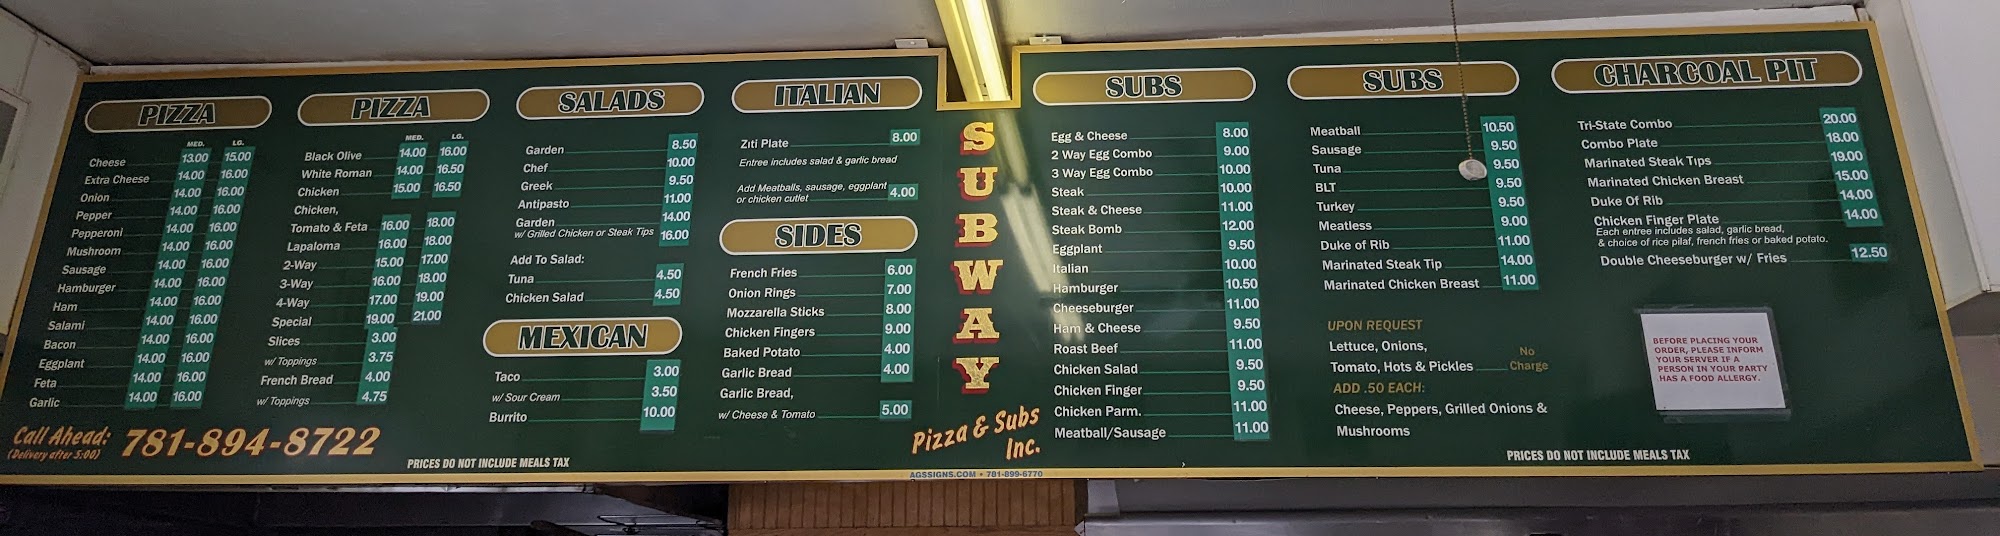 PIZZA
MED. LG.
Cheese 13.00 15.00
Extra Cheese 14.00 16.00
Onion 14.00 16.00
Pepper 14.00 16.00
Pepperoni 14.00 16.00
Mushroom 14.00 16.00
Sausage 14.00 16.00
Hamburger 14.00 16.00
Ham 14.00 16.00
Salami 14.00 16.00
Bacon 14.00 16.00
Eggplant 14.00 16.00
Feta 14.00 16.00
Garlic 14.00 16.00
Call Ahead: 781-894-8722
(Delivery after 5:00)
PIZZA
MED. LG.
Black Olive 14.00 16.00
White Roman 14.00 16.50
Chicken 15.00 16.50
Chicken,
Tomato & Feta 16.00 18.00
Lapaloma 16.00 18.00
2-Way 15.00 17.00
3-Way 16.00 18.00
4-Way 17.00 19.00
Special 19.00 21.00
Slices 3.00
w/ Toppings 3.75
French Bread 4.00
w/ Toppings 4.75
PRICES DO NOT INCLUDE MEALS TAX
SALADS
Garden 8.50
Chef 10.00
Greek 9.50
Antipasto 11.00
Garden 14.00
w/ Grilled Chicken or Steak Tips 16.00
Add To Salad:
Tuna 4.50
Chicken Salad 4.50
MEXICAN
Taco 3.00
w/ Sour Cream 3.50
Burrito 10.00
ITALIAN
Ziti Plate 8.00
Entree includes salad & garlic bread
Add Meatballs, sausage, eggplant
or chicken cutlet 4.00
SIDES
French Fries 6.00
Onion Rings 7.00
Mozzarella Sticks 8.00
Chicken Fingers 9.00
Baked Potato 4.00
Garlic Bread 4.00
Garlic Bread,
w/ Cheese & Tomato 5.00
SUBWAY
Pizza & Subs
Inc.
AGSSIGNS.COM • 781-899-6770
SUBS
Egg & Cheese 8.00
2 Way Egg Combo 9.00
3 Way Egg Combo 10.00
Steak 10.00
Steak & Cheese 11.00
Steak Bomb 12.00
Eggplant 9.50
Italian 10.00
Hamburger 10.50
Cheeseburger 11.00
Ham & Cheese 9.50
Roast Beef 11.00
Chicken Salad 9.50
Chicken Finger 9.50
Chicken Parm. 11.00
Meatball/Sausage 11.00
SUBS
Meatball 10.50
Sausage 9.50
Tuna 9.50
BLT 9.50
Turkey 9.50
Meatless 9.00
Duke of Rib 11.00
Marinated Steak Tip 14.00
Marinated Chicken Breast 11.00
UPON REQUEST
Lettuce, Onions,
Tomato, Hots & Pickles No Charge
ADD .50 EACH:
Cheese, Peppers, Grilled Onions &
Mushrooms
CHARCOAL PIT
Tri-State Combo 20.00
Combo Plate 18.00
Marinated Steak Tips 19.00
Marinated Chicken Breast 15.00
Duke Of Rib 14.00
Chicken Finger Plate 14.00
Each entree includes salad, garlic bread,
& choice of rice pilaf, french fries or baked potato.
Double Cheeseburger w/ Fries 12.50
BEFORE PLACING YOUR
ORDER, PLEASE INFORM
YOUR SERVER IF A
PERSON IN YOUR PARTY
HAS A FOOD ALLERGY.
PRICES DO NOT INCLUDE MEALS TAX